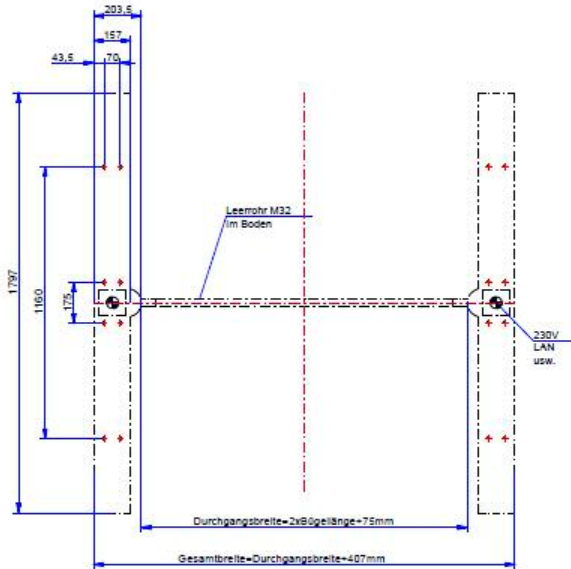 203,5
157
43,5
70
Leerrohr M32
im Boden
1797
1160
175
230V
LAN
usw.
Durchgangsbreite=2xBügellänge+75mm
Gesamtbreite=Durchgangsbreite+407mm